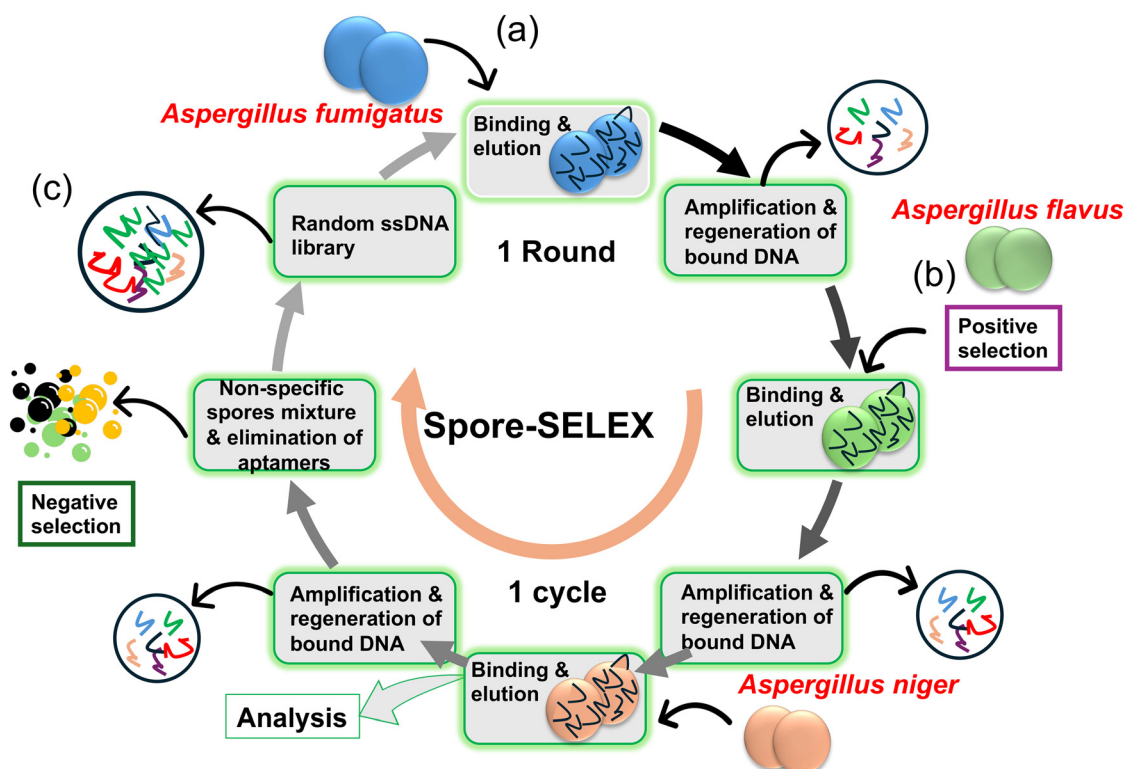 (a)
Aspergillus fumigatus
Binding &
elution
(c)
Random ssDNA
library
1 Round
Amplification &
regeneration of
bound DNA
Aspergillus flavus
(b)
Positive
selection
Binding &
elution
Non-specific
spores mixture
& elimination of
aptamers
Spore-SELEX
Negative
selection
1 cycle
Amplification &
regeneration of
bound DNA
Amplification &
regeneration of
bound DNA
Binding &
elution
Aspergillus niger
Analysis